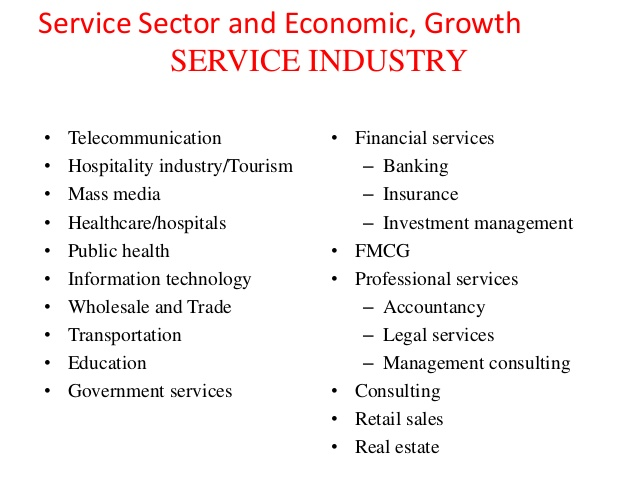 Service Sector and Economic, Growth
SERVICE INDUSTRY
• Telecommunication
• Hospitality industry/Tourism
• Mass media
• Healthcare/hospitals
• Public health
• Information technology
• Wholesale and Trade
• Transportation
• Education
• Government services
• Financial services
– Banking
– Insurance
– Investment management
• FMCG
• Professional services
– Accountancy
– Legal services
– Management consulting
• Consulting
• Retail sales
• Real estate